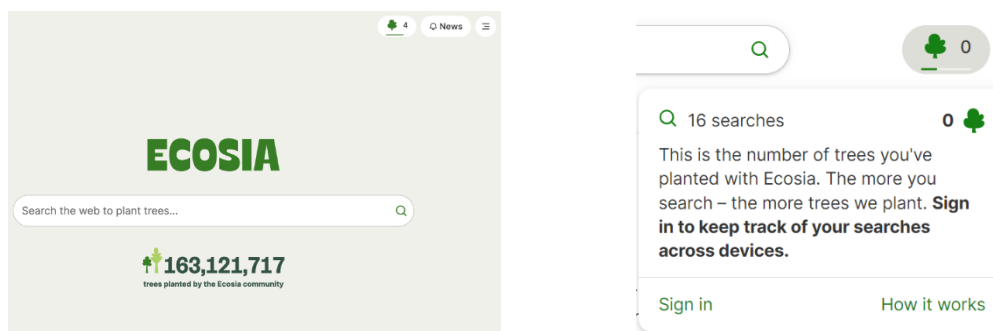 4
News
ECOSIA
Search the web to plant trees...
163,121,717
trees planted by the Ecosia community
0
16 searches
0
This is the number of trees you've
planted with Ecosia. The more you
search – the more trees we plant. Sign
in to keep track of your searches
across devices.
Sign in
How it works